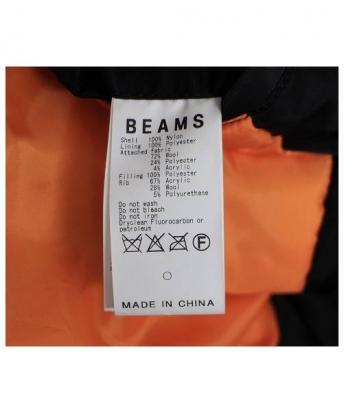 BEAMS
Shell 100% Nylon
Lining 100% Polyester
Attached fabric
72% Wool
24% Polyester
4% Acrylic
Filling 100% Polyester
Rib 67% Acrylic
28% Wool
5% Polyurethane
Do not wash
Do not bleach
Do not iron
Dryclean Fluorocarbon or
petroleum
F
MADE IN CHINA